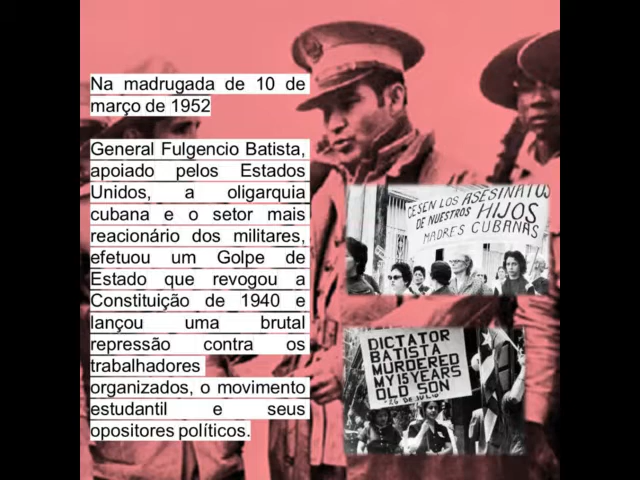 Na madrugada de 10 de
março de 1952
General Fulgencio Batista,
apoiado pelos Estados
Unidos, a oligarquia
cubana e o setor mais
reacionário dos militares,
efetuou um Golpe de
Estado que revogou a
Constituição de 1940 e
lançou uma brutal
repressão contra os
trabalhadores
organizados, o movimento
estudantil e seus
opositores políticos.
CESEN LOS ASESINATOS
DE NUESTROS HIJOS
MADRES CUBANAS
DICTATOR
BATISTA
MURDERED
MY 15 YEARS
OLD SON
26 DE JULIO